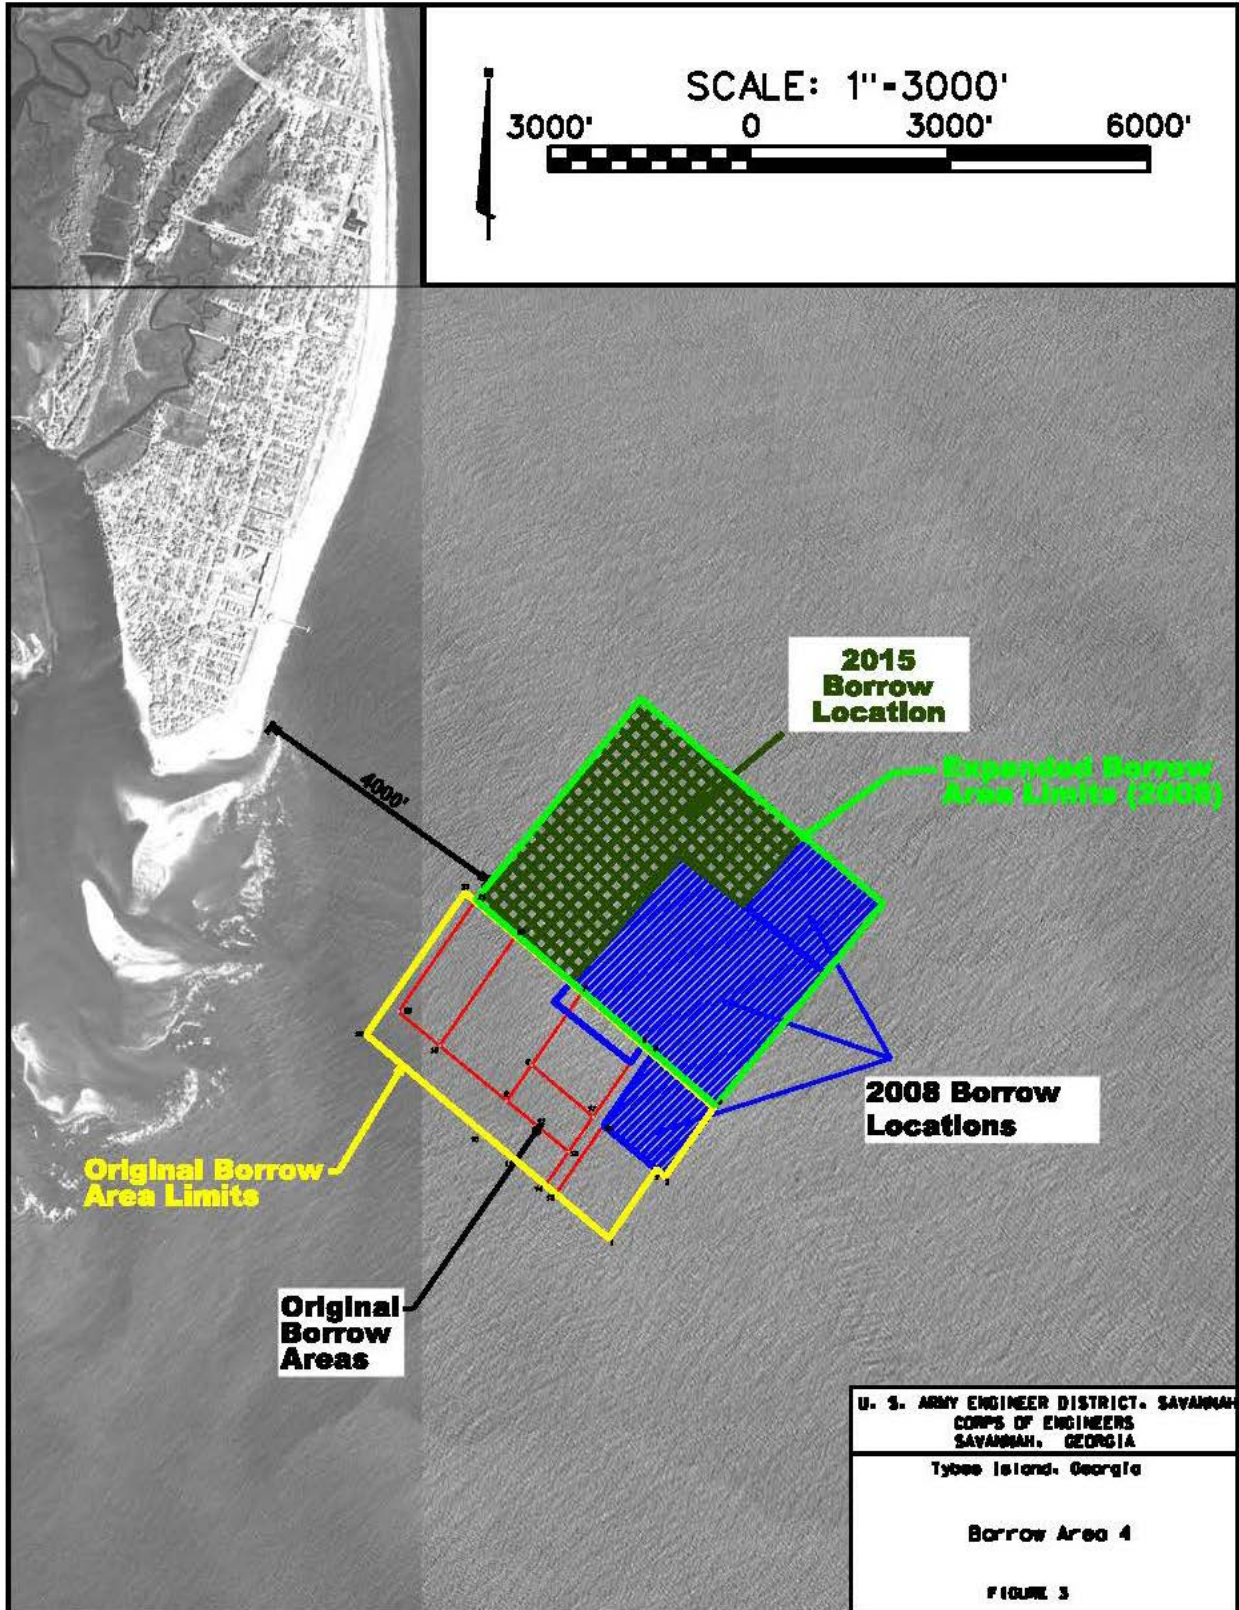 SCALE: 1"-3000'
3000' 0 3000' 6000'
2015
Borrow
Location
Expanded Borrow
Area Limits (2008)
4000'
2008 Borrow
Locations
Original Borrow
Area Limits
Original
Borrow
Areas
U. S. ARMY ENGINEER DISTRICT, SAVANNAH
CORPS OF ENGINEERS
SAVANNAH, GEORGIA
Tybee Island, Georgia
Borrow Area 4
FIGURE 3